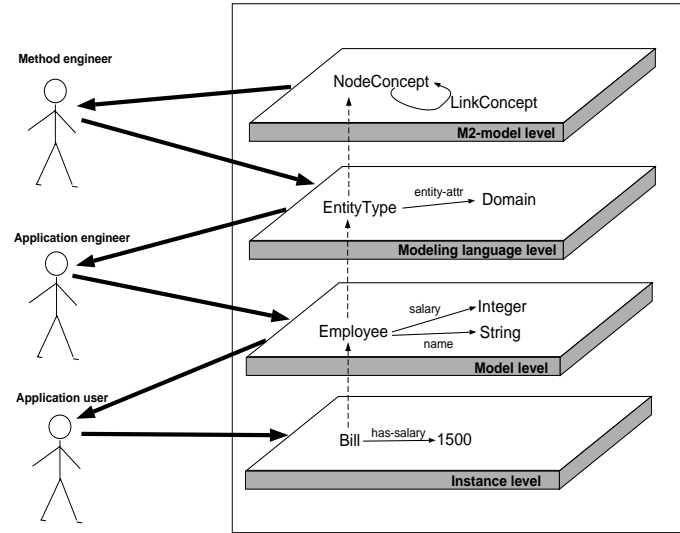 Method engineer
NodeConcept
LinkConcept
M2-model level
entity-attr
EntityType
Domain
Modeling language level
Application engineer
salary
Integer
Employee
String
name
Model level
Application user
has-salary
Bill
1500
Instance level